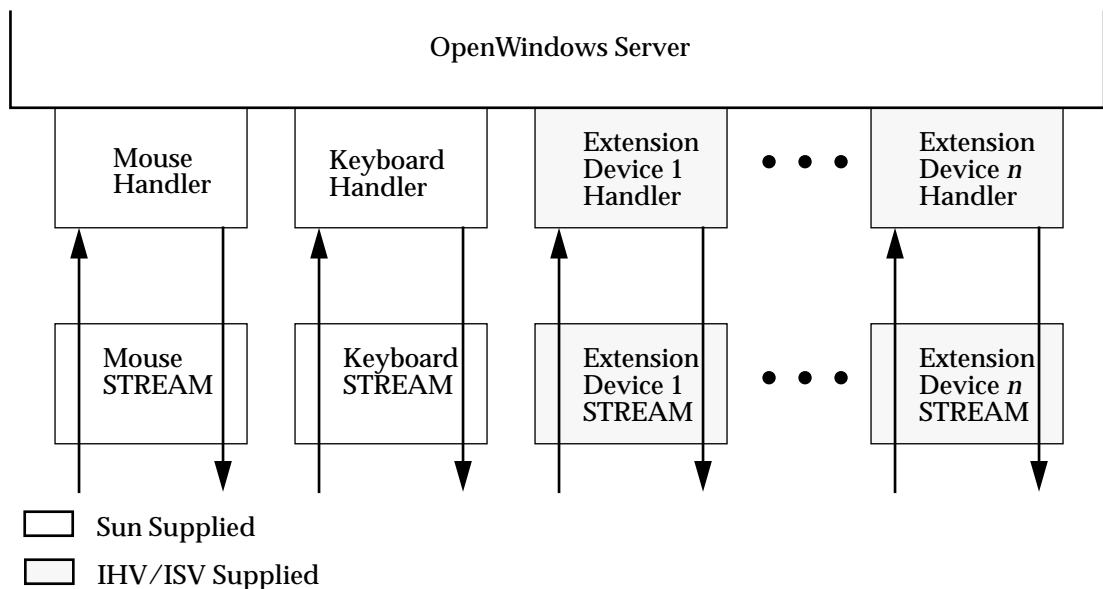 OpenWindows Server
Mouse
Handler
Keyboard
Handler
Extension
Device 1
Handler
Extension
Device n
Handler
Mouse
STREAM
Keyboard
STREAM
Extension
Device 1
STREAM
Extension
Device n
STREAM
Sun Supplied
IHV/ISV Supplied